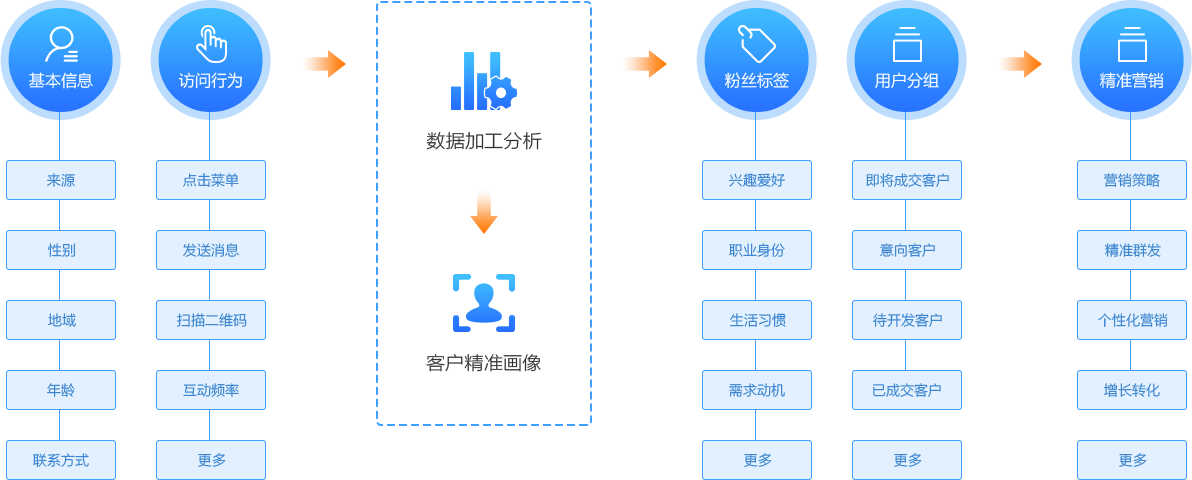 基本信息
来源
性别
地域
年龄
联系方式
访问行为
点击菜单
发送消息
扫描二维码
互动频率
更多
数据加工分析
客户精准画像
粉丝标签
兴趣爱好
职业身份
生活习惯
需求动机
更多
用户分组
即将成交客户
意向客户
待开发客户
已成交客户
更多
精准营销
营销策略
精准群发
个性化营销
增长转化
更多